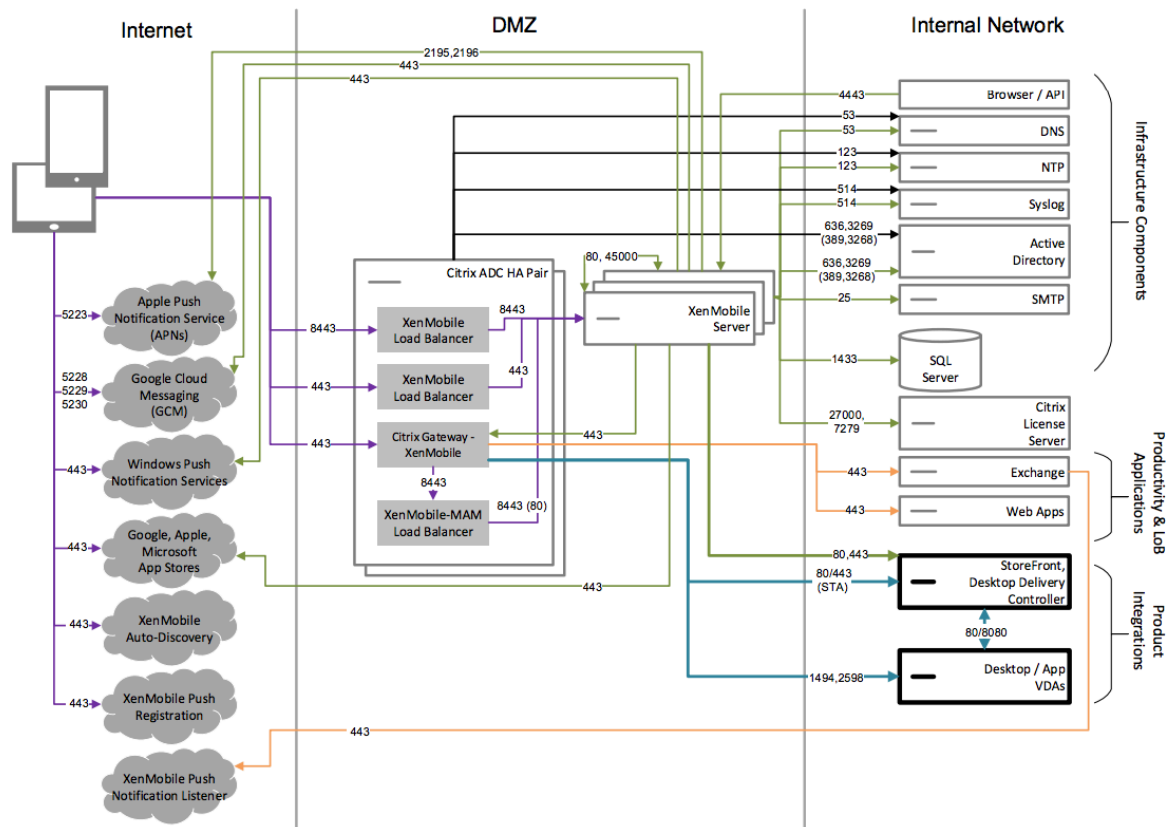 Internet
DMZ
Internal Network
2195,2196
443
443
4443
Browser / API
53
53
DNS
123
123
NTP
514
514
Syslog
636,3269
(389,3268)
636,3269
(389,3268)
Active
Directory
25
SMTP
1433
SQL
Server
27000,
7279
Citrix
License
Server
Infrastructure Components
443
Exchange
443
Web Apps
Productivity & LoB
Applications
80,443
80/443
(STA)
StoreFront,
Desktop Delivery
Controller
80/8080
1494,2598
Desktop / App
VDAs
Product
Integrations
Citrix ADC HA Pair
80, 45000
XenMobile
Server
8443
XenMobile
Load Balancer
8443
443
XenMobile
Load Balancer
443
443
Citrix Gateway -
XenMobile
443
8443
XenMobile-MAM
Load Balancer
8443 (80)
443
5223
Apple Push
Notification Service
(APNs)
5228
5229
5230
Google Cloud
Messaging
(GCM)
443
Windows Push
Notification Services
443
Google, Apple,
Microsoft
App Stores
443
XenMobile
Auto-Discovery
443
XenMobile Push
Registration
443
XenMobile Push
Notification Listener